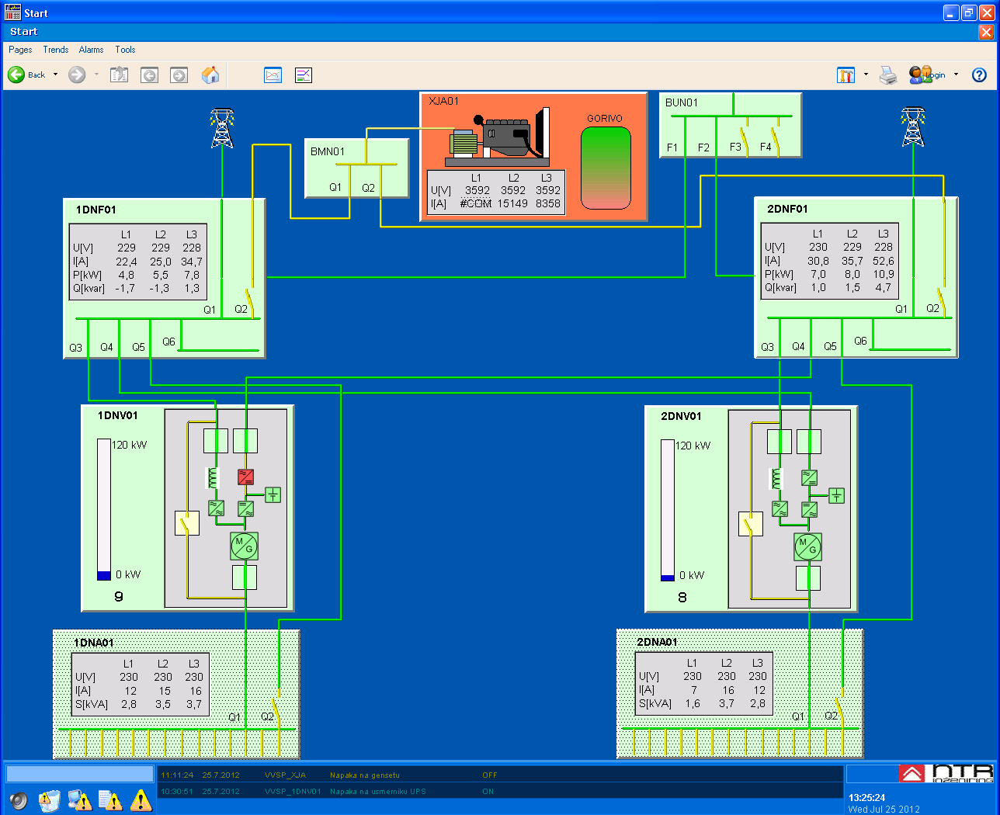 Start
Start
Pages Trends Alarms Tools
Back Login
XJA01
GORIVO
L1 L2 L3
U[V] 3592 3592 3592
I[A] #COM 15149 8358
BUN01
F1 F2 F3 F4
BMN01
Q1 Q2
1DNF01
L1 L2 L3
U[V] 229 229 228
I[A] 22,4 25,0 34,7
P[kW] 4,8 5,5 7,8
Q[kvar] -1,7 -1,3 1,3
Q1 Q2
Q3 Q4 Q5 Q6
2DNF01
L1 L2 L3
U[V] 230 229 228
I[A] 30,8 35,7 52,6
P[kW] 7,0 8,0 10,9
Q[kvar] 1,0 1,5 4,7
Q1 Q2
Q3 Q4 Q5 Q6
1DNV01
120 kW
M
G
0 kW
9
2DNV01
120 kW
M
G
0 kW
8
1DNA01
L1 L2 L3
U[V] 230 230 230
I[A] 12 15 16
S[kVA] 2,8 3,5 3,7
Q1 Q2
2DNA01
L1 L2 L3
U[V] 230 230 230
I[A] 7 16 12
S[kVA] 1,6 3,7 2,8
Q1 Q2
11:11:24 25.7.2012 VVSP_XJA Napaka na gensetu OFF
10:30:51 25.7.2012 VVSP_1DNV01 Napaka na usmerniku UPS ON
NTR
INŽENIRING
13:25:24
Wed Jul 25 2012